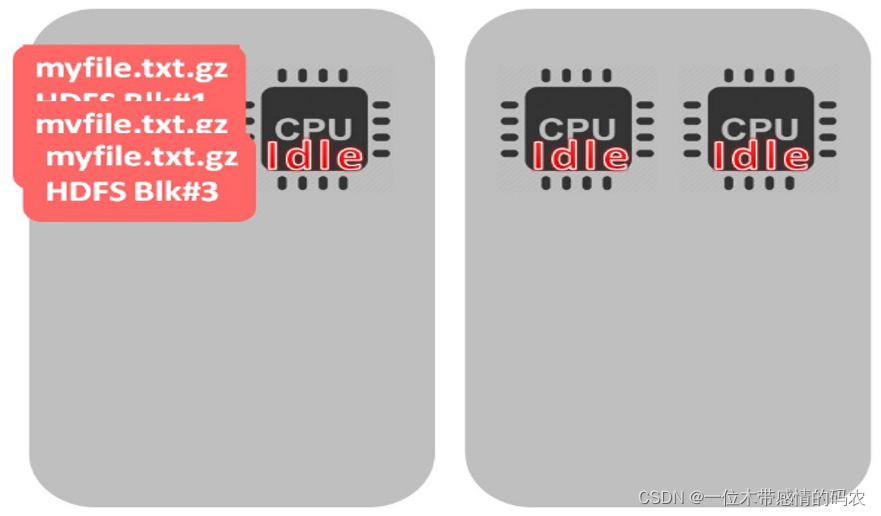 myfile.txt.gz
HDFS Blk#1
myfile.txt.gz
myfile.txt.gz
HDFS Blk#3
CPU
Idle
CPU
Idle
CPU
Idle
CSDN @一位木带感情的码农